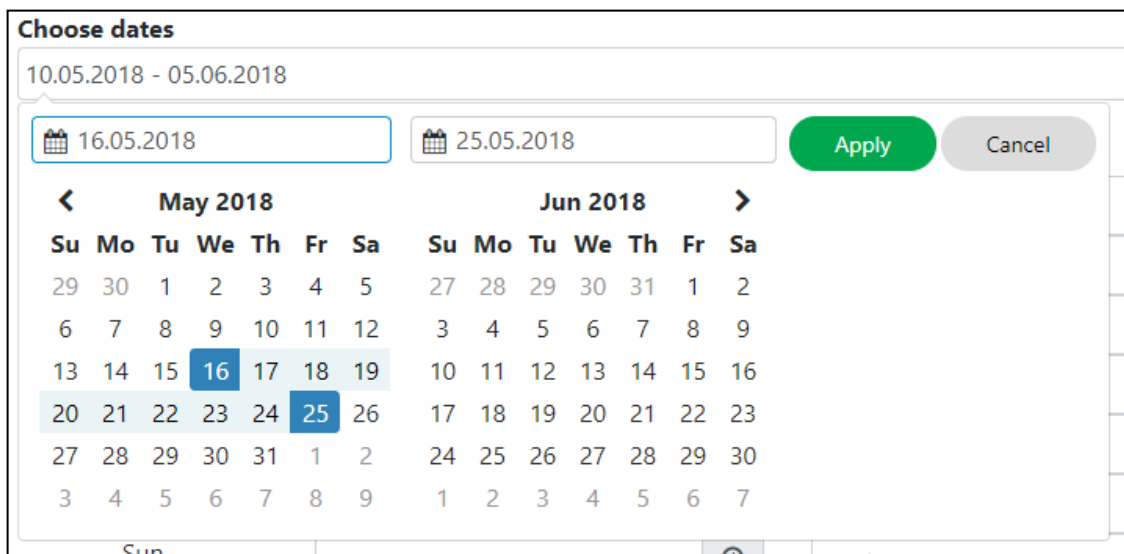 Choose dates
10.05.2018 - 05.06.2018
16.05.2018 25.05.2018 Apply Cancel
May 2018 Jun 2018
Su Mo Tu We Th Fr Sa Su Mo Tu We Th Fr Sa
29 30 1 2 3 4 5 27 28 29 30 31 1 2
6 7 8 9 10 11 12 3 4 5 6 7 8 9
13 14 15 16 17 18 19 10 11 12 13 14 15 16
20 21 22 23 24 25 26 17 18 19 20 21 22 23
27 28 29 30 31 1 2 24 25 26 27 28 29 30
3 4 5 6 7 8 9 1 2 3 4 5 6 7
Sun